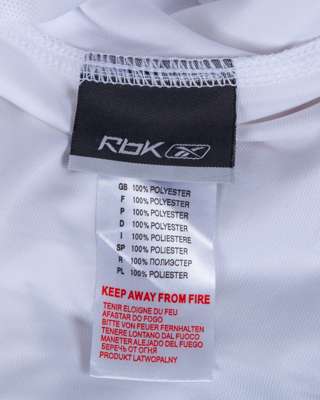 Rbk
GB 100% POLYESTER
F 100% POLYESTER
P 100% POLYESTER
D 100% POLYESTER
I 100% POLIESTERE
SP 100% POLIESTER
R 100% ПОЛИЭСТЕР
PL 100% POLYESTER
KEEP AWAY FROM FIRE
TENIR ELOIGNE DU FEU
AFASTAR DO FOGO
BITTE VON FEUER FERNHALTEN
TENERE LONTANO DAL FUOCO
MANETER ALEJADO DEL FUEGO
БЕРЕЧЬ ОТ ОГНЯ
PRODUKT LATWOPALNY